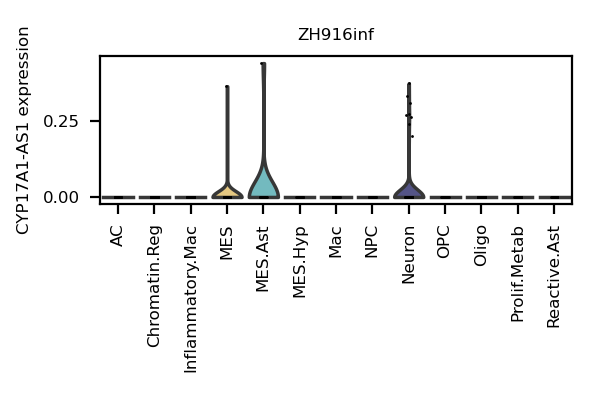 ZH916inf
CYP17A1-AS1 expression
0.25
0.00
AC
Chromatin.Reg
Inflammatory.Mac
MES
MES.Ast
MES.Hyp
Mac
NPC
Neuron
OPC
Oligo
Prolif.Metab
Reactive.Ast